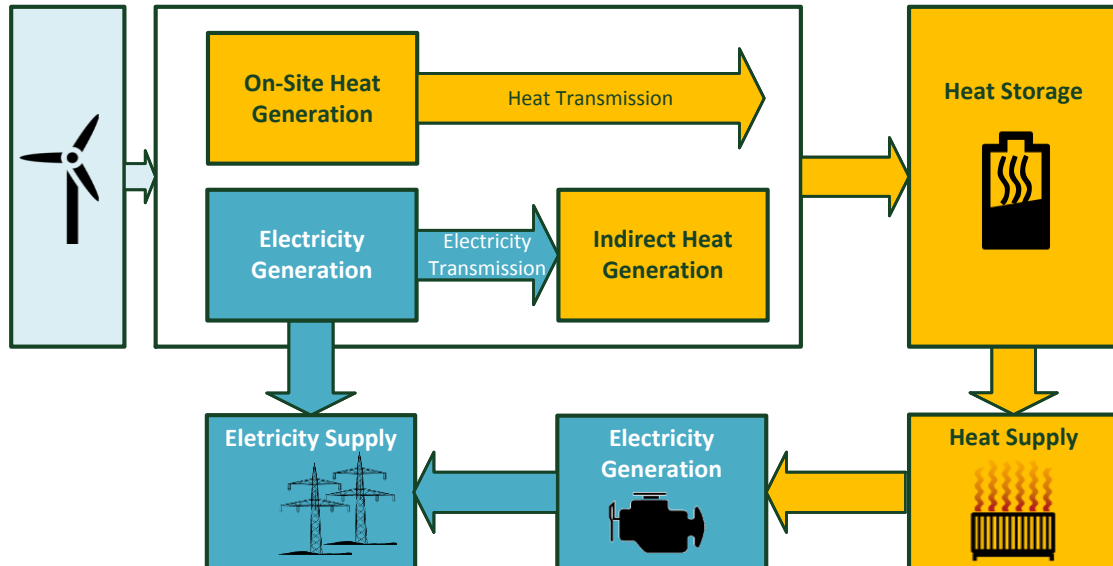 On-Site Heat
Generation
Heat Transmission
Heat Storage
Electricity
Generation
Electricity
Transmission
Indirect Heat
Generation
Eletricity Supply
Electricity
Generation
Heat Supply